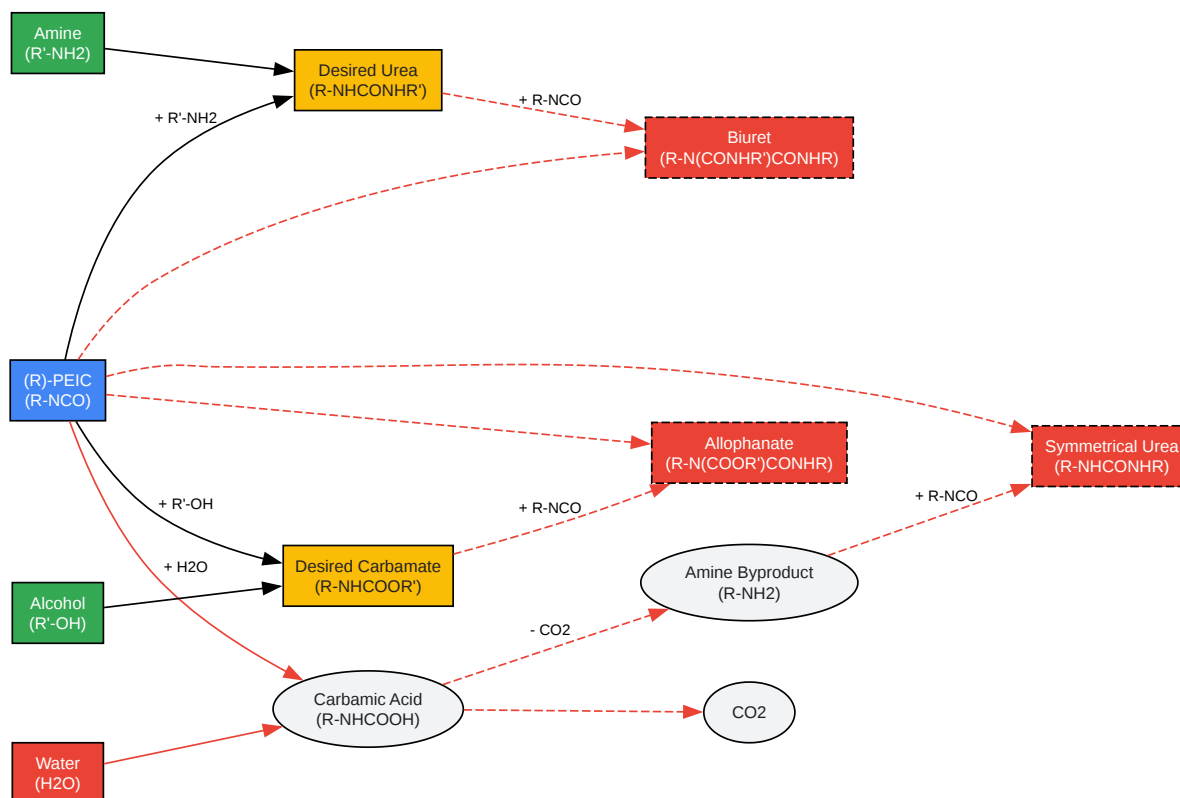 Amine
(R'-NH2)
Desired Urea
(R-NHCONHR')
+ R-NCO
+ R'-NH2
Biuret
(R-N(CONHR')CONHR)
(R)-PEIC
(R-NCO)
Allophanate
(R-N(COOR')CONHR)
Symmetrical Urea
(R-NHCONHR)
+ R'-OH
+ R-NCO
+ R-NCO
+ H2O
Desired Carbamate
(R-NHCOOR')
Amine Byproduct
(R-NH2)
Alcohol
(R'-OH)
- CO2
Carbamic Acid
(R-NHCOOH)
CO2
Water
(H2O)